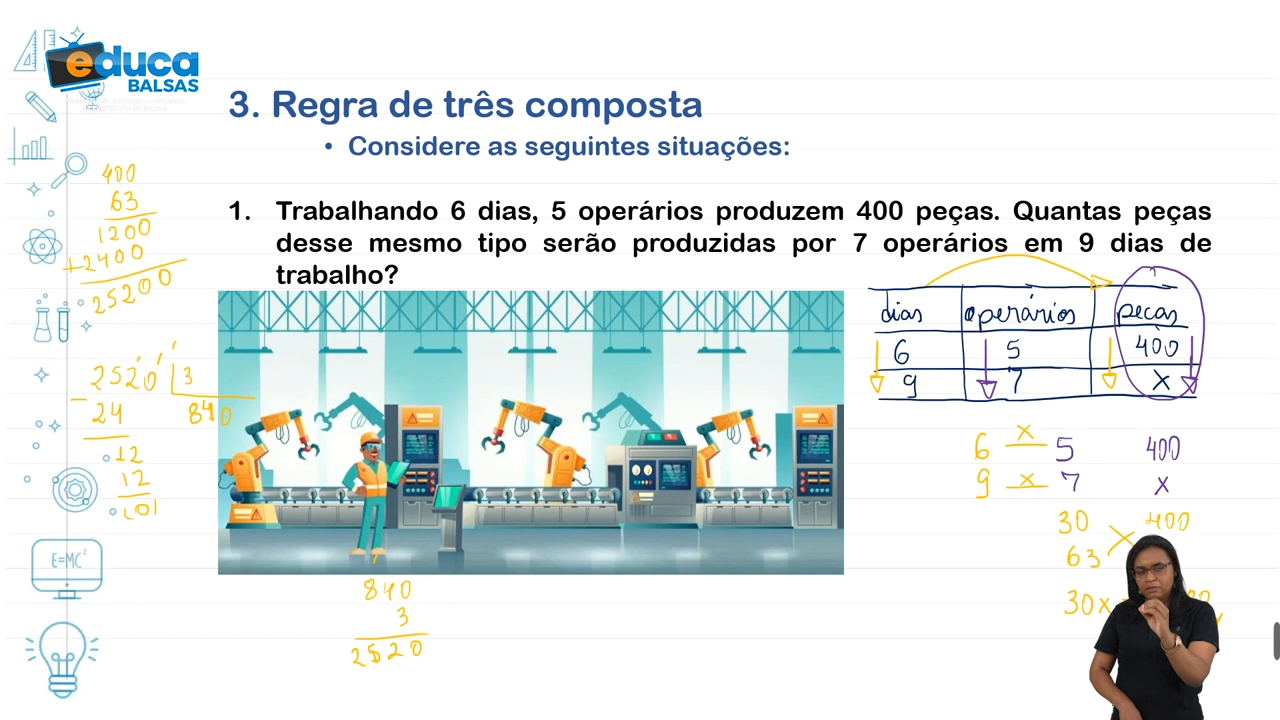 educa
BALSAS
3. Regra de três composta
• Considere as seguintes situações:
1. Trabalhando 6 dias, 5 operários produzem 400 peças. Quantas peças
desse mesmo tipo serão produzidas por 7 operários em 9 dias de
trabalho?
400
63
1200
+2400
25200
2520 3
- 24 840
12
12
E=MC²
dias operários peças
6 5 400
9 7 x
6 x 5 400
9 x 7 x
30 400
63
30x
840
3
2520